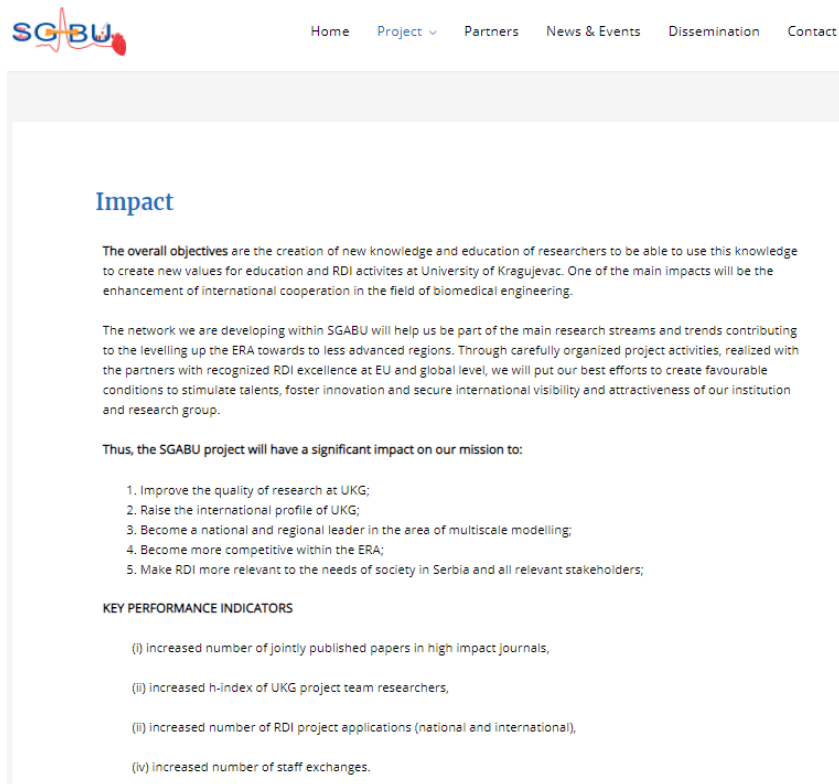 SGABU
Home Project Partners News & Events Dissemination Contact
Impact
The overall objectives are the creation of new knowledge and education of researchers to be able to use this knowledge
to create new values for education and RDI activites at University of Kragujevac. One of the main impacts will be the
enhancement of international cooperation in the field of biomedical engineering.
The network we are developing within SGABU will help us be part of the main research streams and trends contributing
to the levelling up the ERA towards to less advanced regions. Through carefully organized project activities, realized with
the partners with recognized RDI excellence at EU and global level, we will put our best efforts to create favourable
conditions to stimulate talents, foster innovation and secure international visibility and attractiveness of our institution
and research group.
Thus, the SGABU project will have a significant impact on our mission to:
1. Improve the quality of research at UKG;
2. Raise the international profile of UKG;
3. Become a national and regional leader in the area of multiscale modelling;
4. Become more competitive within the ERA;
5. Make RDI more relevant to the needs of society in Serbia and all relevant stakeholders;
KEY PERFORMANCE INDICATORS
(i) increased number of jointly published papers in high impact journals,
(ii) increased h-index of UKG project team researchers,
(ii) increased number of RDI project applications (national and international),
(iv) increased number of staff exchanges.